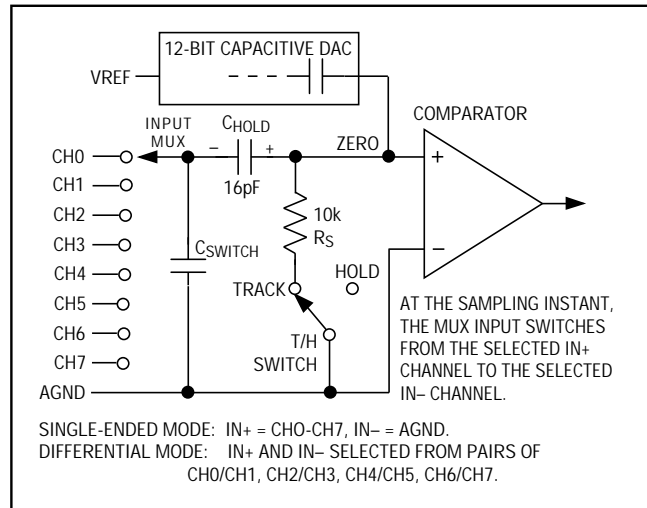 12-BIT CAPACITIVE DAC
VREF
COMPARATOR
INPUT
MUX
− CHOLD +
ZERO
16pF
CH0
CH1
CH2
CH3
CH4
CH5
CH6
CH7
AGND
CSWITCH
10k
RS
TRACK
HOLD
T/H
SWITCH
+
−
AT THE SAMPLING INSTANT,
THE MUX INPUT SWITCHES
FROM THE SELECTED IN+
CHANNEL TO THE SELECTED
IN− CHANNEL.
SINGLE-ENDED MODE: IN+ = CHO-CH7, IN− = AGND.
DIFFERENTIAL MODE: IN+ AND IN− SELECTED FROM PAIRS OF
CH0/CH1, CH2/CH3, CH4/CH5, CH6/CH7.